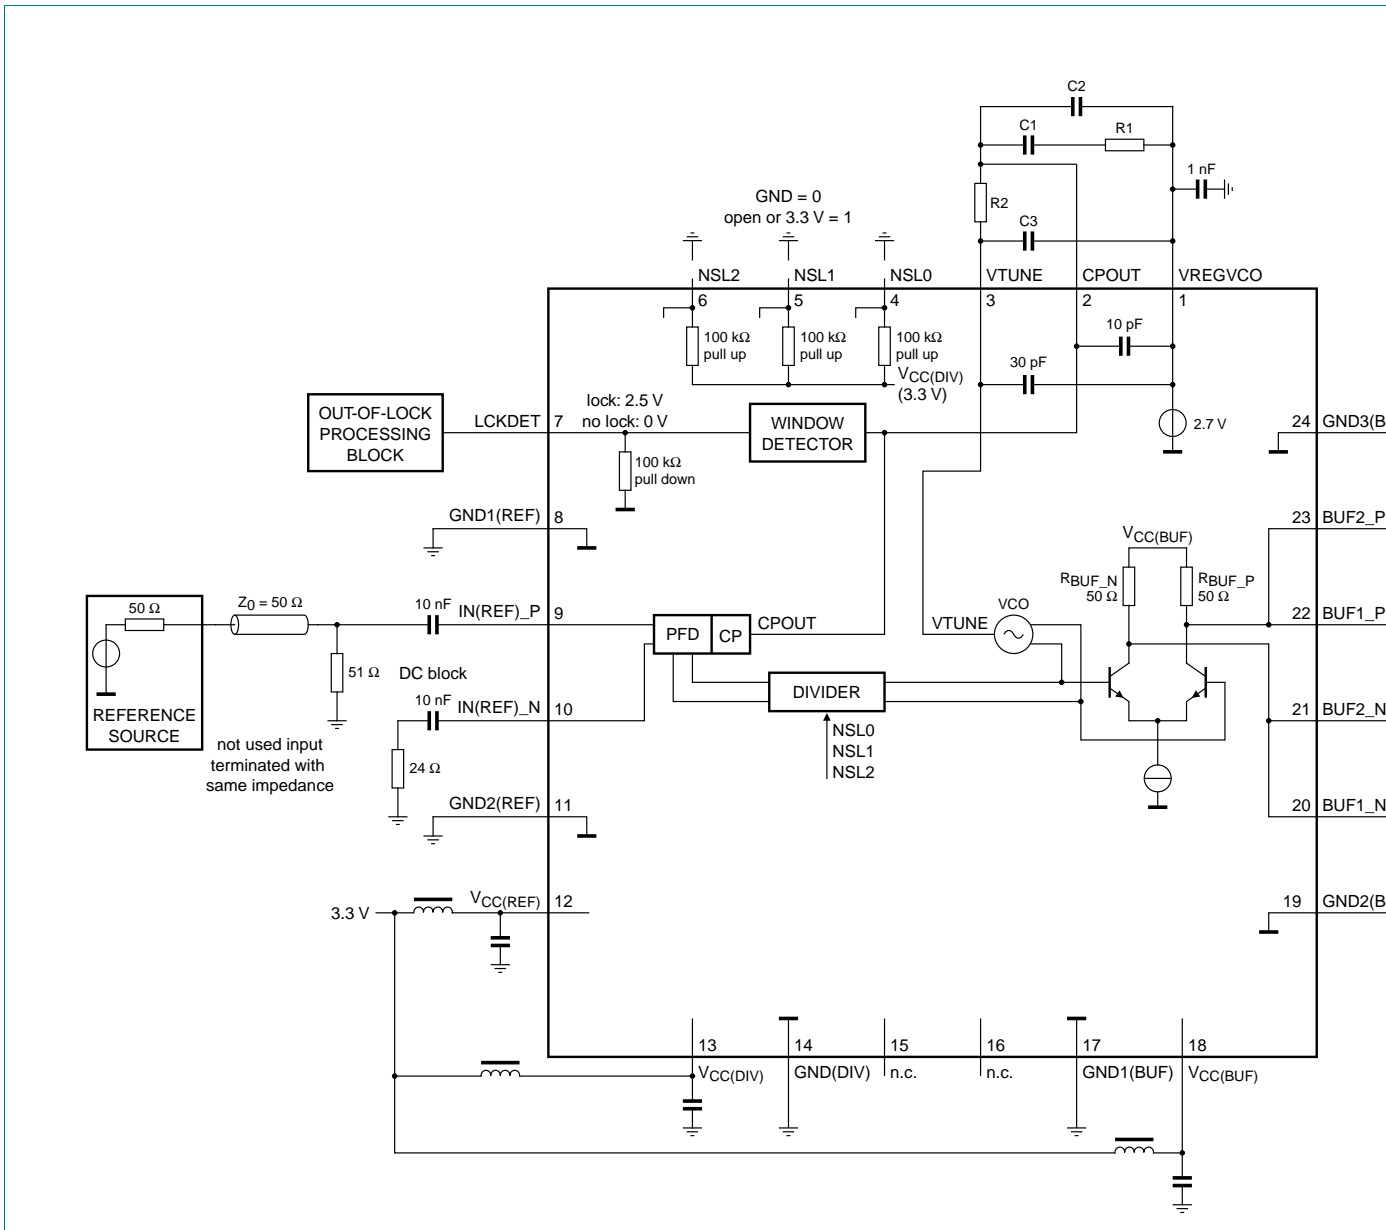 C2
C1
R1
1 nF
GND = 0
open or 3.3 V = 1
R2
C3
NSL2
NSL1
NSL0
VTUNE
CPOUT
VREGVCO
6
5
4
3
2
1
100 kΩ
pull up
100 kΩ
pull up
100 kΩ
pull up
10 pF
30 pF
VCC(DIV)
(3.3 V)
OUT-OF-LOCK
PROCESSING
BLOCK
LCKDET
7
lock: 2.5 V
no lock: 0 V
WINDOW
DETECTOR
2.7 V
24
GND3(B
100 kΩ
pull down
GND1(REF)
8
23
BUF2_P
VCC(BUF)
RBUF_N
50 Ω
RBUF_P
50 Ω
50 Ω
Z0 = 50 Ω
10 nF
IN(REF)_P
9
PFD
CP
CPOUT
VTUNE
VCO
22
BUF1_P
51 Ω
DC block
10 nF
IN(REF)_N
10
DIVIDER
REFERENCE
SOURCE
not used input
terminated with
same impedance
24 Ω
NSL0
NSL1
NSL2
21
BUF2_N
GND2(REF)
11
20
BUF1_N
3.3 V
VCC(REF)
12
19
GND2(B
13
14
15
16
17
18
VCC(DIV)
GND(DIV)
n.c.
n.c.
GND1(BUF)
VCC(BUF)